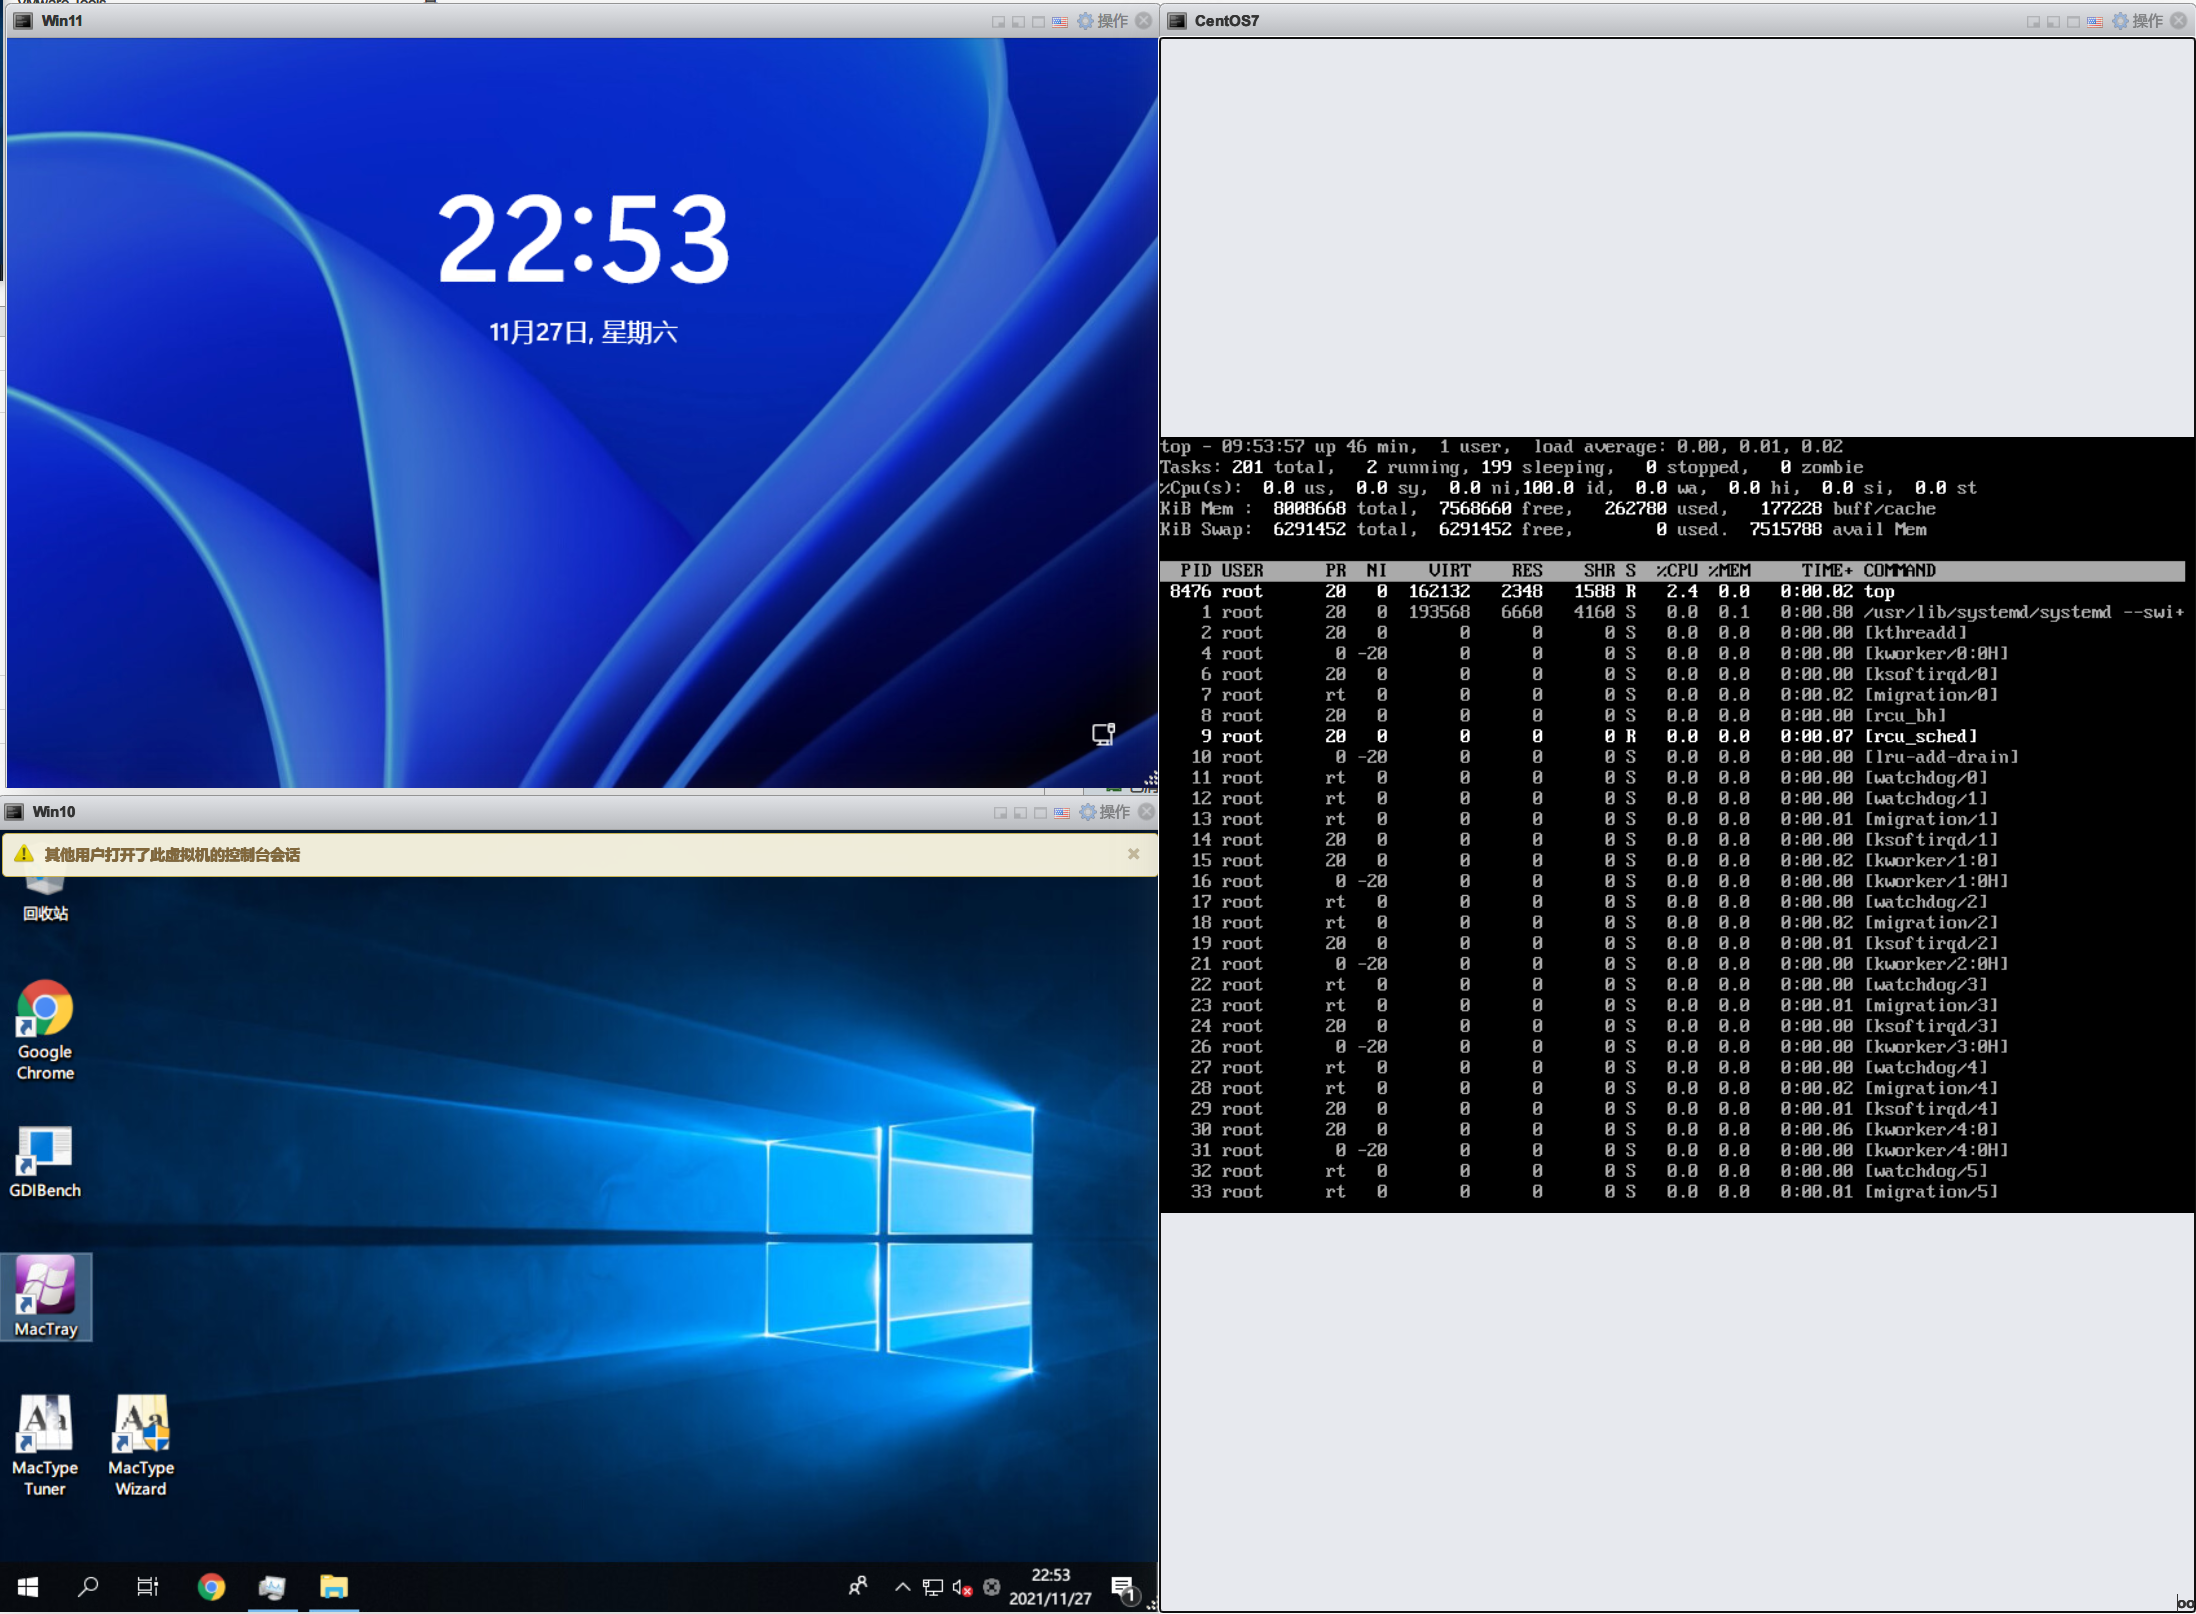 Win11
操作
22:53
11月27日, 星期六
Win10
操作
其他用户打开了此虚拟机的控制台会话
回收站
Google
Chrome
GDIBench
MacTray
MacType
Tuner
MacType
Wizard
22:53
2021/11/27
1
CentOS7
操作
top - 09:53:57 up 46 min,  1 user,  load average: 0.00, 0.01, 0.02
Tasks: 201 total,   2 running, 199 sleeping,   0 stopped,   0 zombie
%Cpu(s):  0.0 us,  0.0 sy,  0.0 ni,100.0 id,  0.0 wa,  0.0 hi,  0.0 si,  0.0 st
KiB Mem :  8008668 total,  7568660 free,   262780 used,   177228 buff/cache
KiB Swap:  6291452 total,  6291452 free,        0 used.  7515788 avail Mem
PID USER      PR  NI    VIRT    RES    SHR S  %CPU %MEM     TIME+ COMMAND
8476 root      20   0  162132   2348   1588 R   2.4  0.0   0:00.02 top
1 root      20   0  193568   6660   4160 S   0.0  0.1   0:00.80 /usr/lib/systemd/systemd --swi+
2 root      20   0       0      0      0 S   0.0  0.0   0:00.00 [kthreadd]
4 root       0 -20       0      0      0 S   0.0  0.0   0:00.00 [kworker/0:0H]
6 root      20   0       0      0      0 S   0.0  0.0   0:00.00 [ksoftirqd/0]
7 root      rt   0       0      0      0 S   0.0  0.0   0:00.02 [migration/0]
8 root      20   0       0      0      0 S   0.0  0.0   0:00.00 [rcu_bh]
9 root      20   0       0      0      0 R   0.0  0.0   0:00.07 [rcu_sched]
10 root       0 -20       0      0      0 S   0.0  0.0   0:00.00 [lru-add-drain]
11 root      rt   0       0      0      0 S   0.0  0.0   0:00.00 [watchdog/0]
12 root      rt   0       0      0      0 S   0.0  0.0   0:00.00 [watchdog/1]
13 root      rt   0       0      0      0 S   0.0  0.0   0:00.01 [migration/1]
14 root      20   0       0      0      0 S   0.0  0.0   0:00.00 [ksoftirqd/1]
15 root      20   0       0      0      0 S   0.0  0.0   0:00.02 [kworker/1:0]
16 root       0 -20       0      0      0 S   0.0  0.0   0:00.00 [kworker/1:0H]
17 root      rt   0       0      0      0 S   0.0  0.0   0:00.00 [watchdog/2]
18 root      rt   0       0      0      0 S   0.0  0.0   0:00.02 [migration/2]
19 root      20   0       0      0      0 S   0.0  0.0   0:00.01 [ksoftirqd/2]
21 root       0 -20       0      0      0 S   0.0  0.0   0:00.00 [kworker/2:0H]
22 root      rt   0       0      0      0 S   0.0  0.0   0:00.00 [watchdog/3]
23 root      rt   0       0      0      0 S   0.0  0.0   0:00.01 [migration/3]
24 root      20   0       0      0      0 S   0.0  0.0   0:00.00 [ksoftirqd/3]
26 root       0 -20       0      0      0 S   0.0  0.0   0:00.00 [kworker/3:0H]
27 root      rt   0       0      0      0 S   0.0  0.0   0:00.00 [watchdog/4]
28 root      rt   0       0      0      0 S   0.0  0.0   0:00.02 [migration/4]
29 root      20   0       0      0      0 S   0.0  0.0   0:00.01 [ksoftirqd/4]
30 root      20   0       0      0      0 S   0.0  0.0   0:00.06 [kworker/4:0]
31 root       0 -20       0      0      0 S   0.0  0.0   0:00.00 [kworker/4:0H]
32 root      rt   0       0      0      0 S   0.0  0.0   0:00.00 [watchdog/5]
33 root      rt   0       0      0      0 S   0.0  0.0   0:00.01 [migration/5]